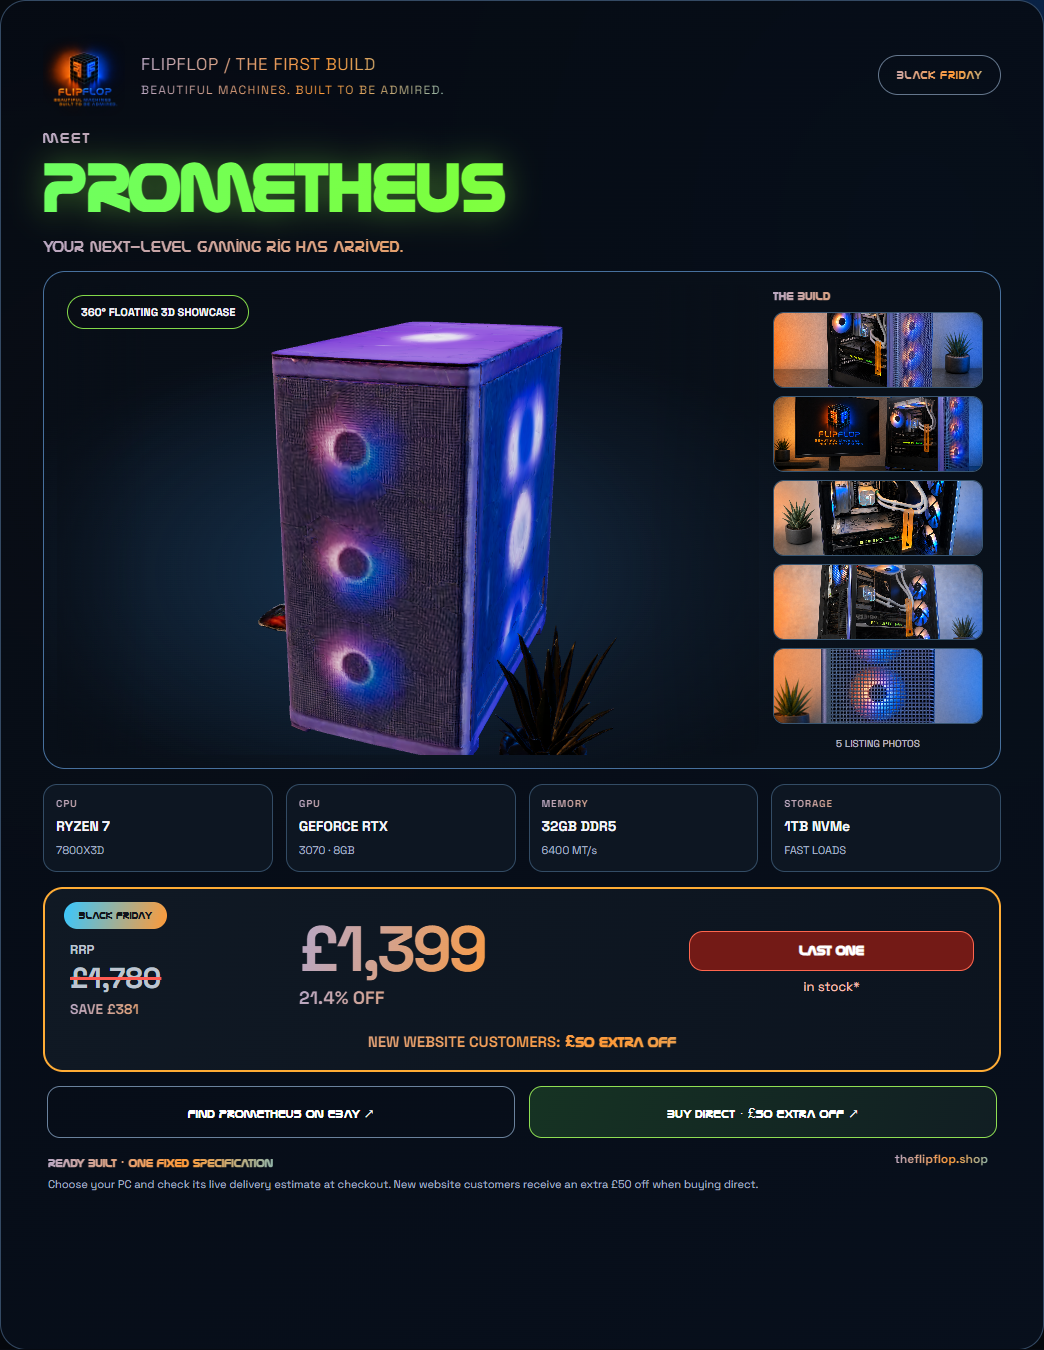 FLIPFLOP
FLIPFLOP / THE FIRST BUILD
BEAUTIFUL MACHINES. BUILT TO BE ADMIRED.
BLACK FRIDAY
MEET
PROMETHEUS
YOUR NEXT-LEVEL GAMING RIG HAS ARRIVED.
360° FLOATING 3D SHOWCASE
THE BUILD
FLIPFLOP
5 LISTING PHOTOS
CPU
RYZEN 7
7800X3D
GPU
GEFORCE RTX
3070 · 8GB
MEMORY
32GB DDR5
6400 MT/s
STORAGE
1TB NVMe
FAST LOADS
BLACK FRIDAY
RRP
£1,780
SAVE £381
£1,399
21.4% OFF
LAST ONE
in stock*
NEW WEBSITE CUSTOMERS: £50 EXTRA OFF
FIND PROMETHEUS ON EBAY ↗
BUY DIRECT · £50 EXTRA OFF ↗
READY BUILT · ONE FIXED SPECIFICATION
theflipflop.shop
Choose your PC and check its live delivery estimate at checkout. New website customers receive an extra £50 off when buying direct.